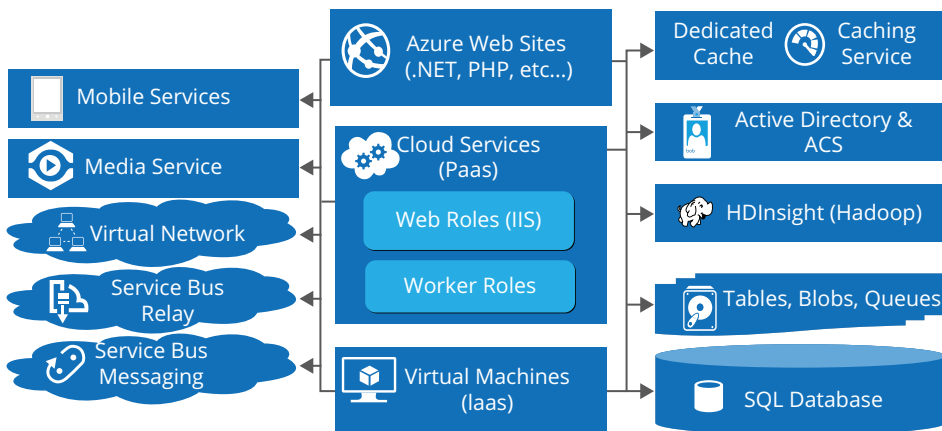 Azure Web Sites
(.NET, PHP, etc...)
Dedicated
Cache
Caching
Service
Mobile Services
Media Service
Virtual Network
Service Bus
Relay
Service Bus
Messaging
Cloud Services
(Paas)
Web Roles (IIS)
Worker Roles
Virtual Machines
(Iaas)
Active Directory &
ACS
bob
HDInsight (Hadoop)
Tables, Blobs, Queues
SQL Database